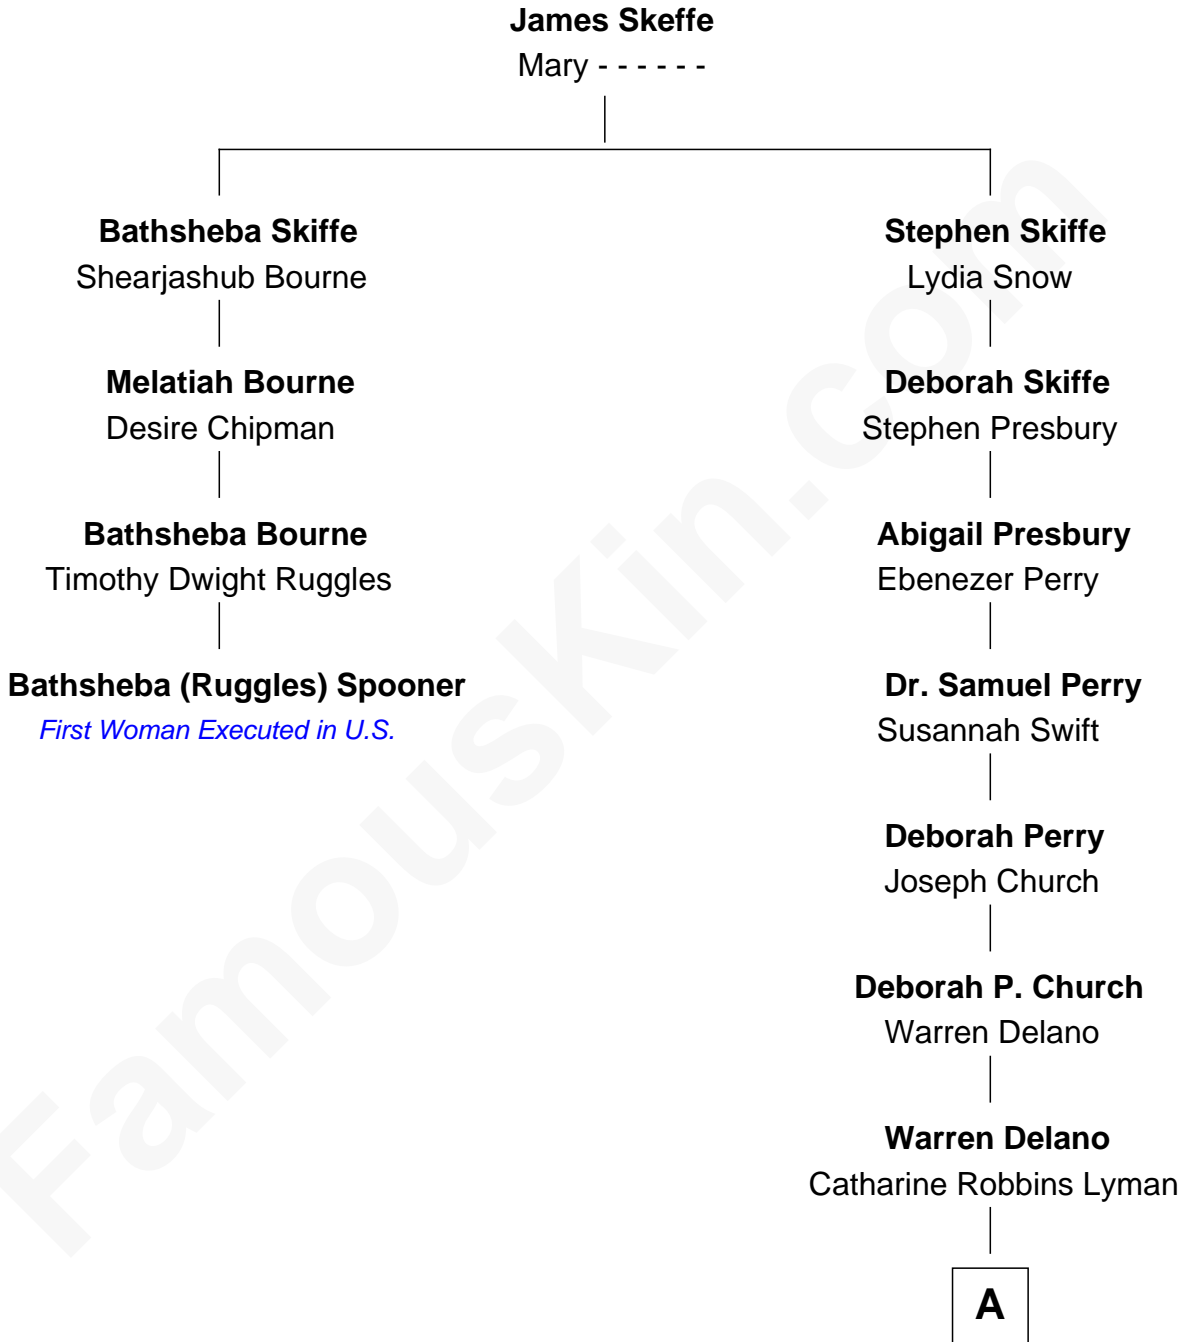 James Skeffe
Mary - - - - - -
Bathsheba Skiffe
Shearjashub Bourne
Melatiah Bourne
Desire Chipman
Bathsheba Bourne
Timothy Dwight Ruggles
Bathsheba (Ruggles) Spooner
First Woman Executed in U.S.
Stephen Skiffe
Lydia Snow
Deborah Skiffe
Stephen Presbury
Abigail Presbury
Ebenezer Perry
Dr. Samuel Perry
Susannah Swift
Deborah Perry
Joseph Church
Deborah P. Church
Warren Delano
Warren Delano
Catharine Robbins Lyman
A
FamousKin.com